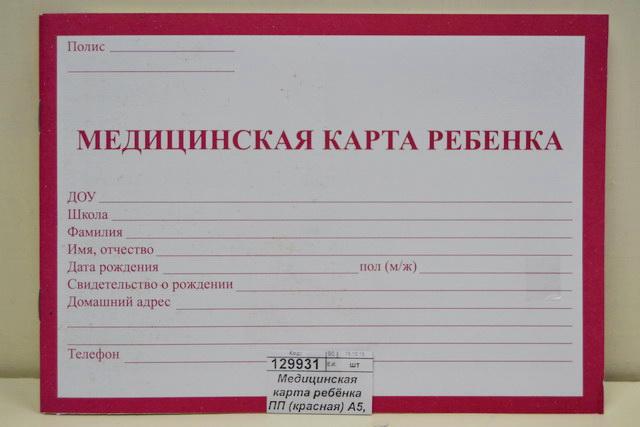 Полис
МЕДИЦИНСКАЯ КАРТА РЕБЕНКА
ДОУ
Школа
Фамилия
Имя, отчество
Дата рождения пол (м/ж)
Свидетельство о рождении
Домашний адрес
Телефон
Код:
129931 шт
Медицинская
карта ребёнка
ПП (красная) А5,